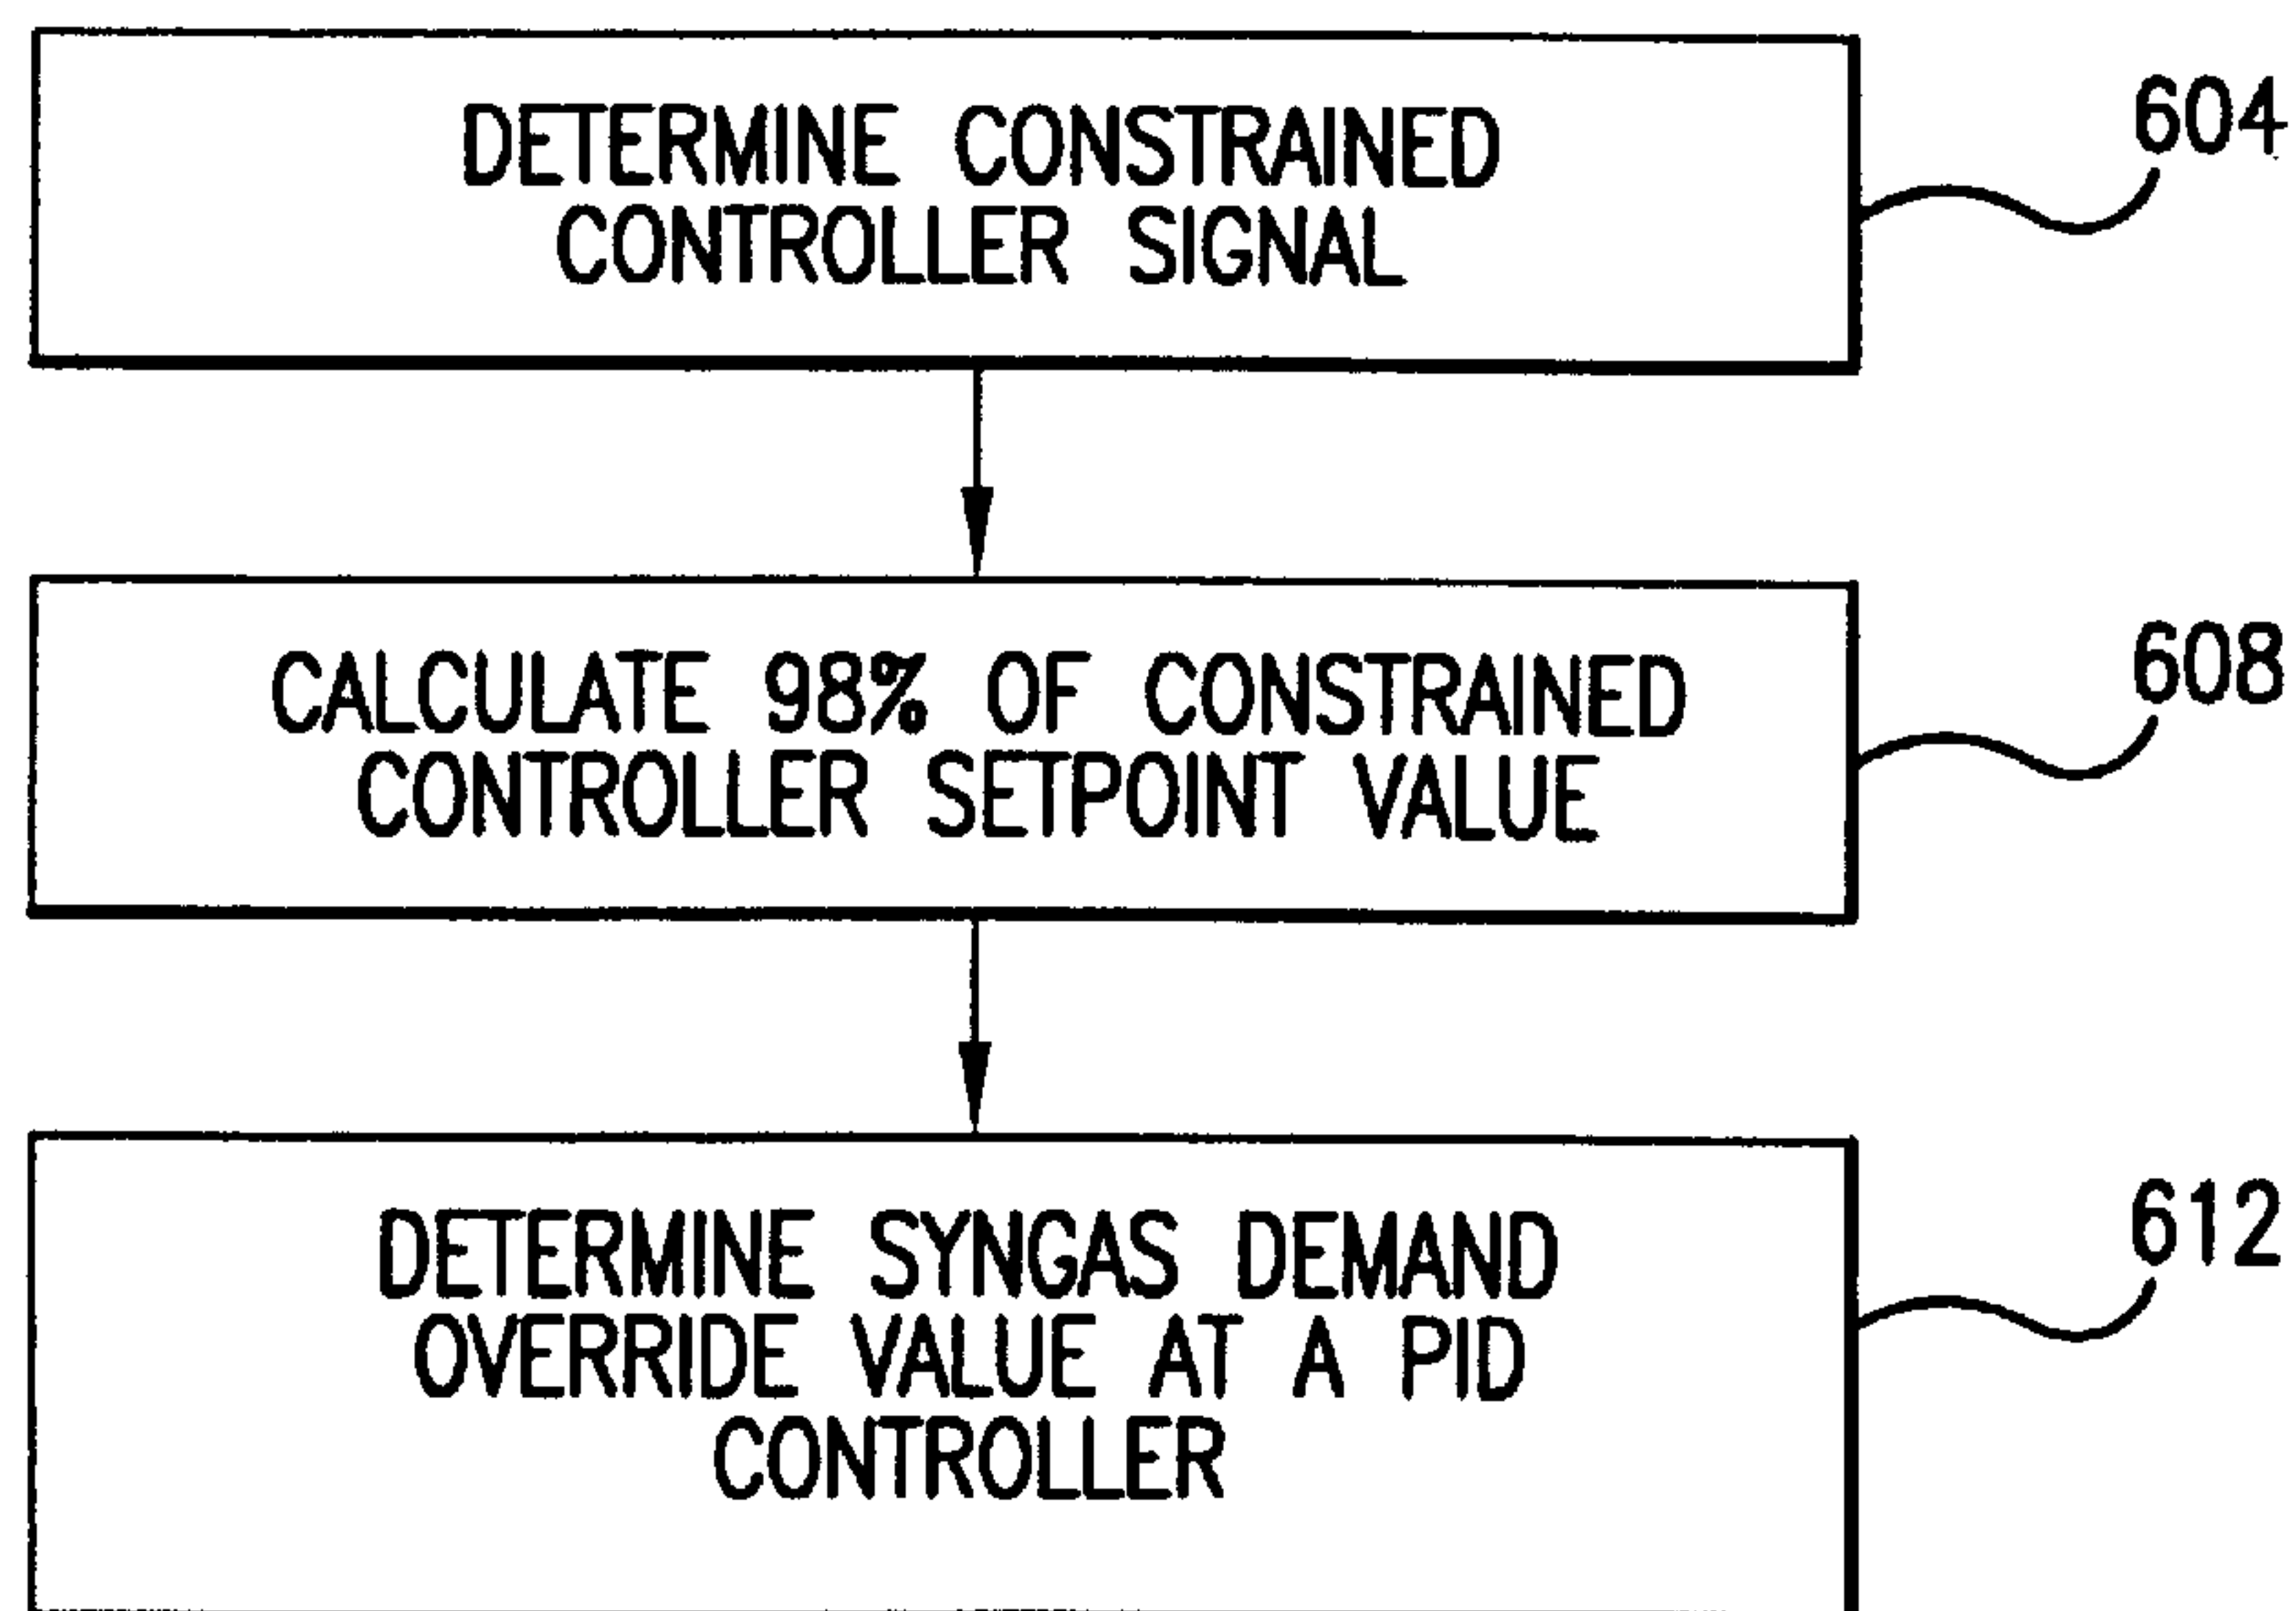 DETERMINE CONSTRAINED
CONTROLLER SIGNAL
604
CALCULATE 98% OF CONSTRAINED
CONTROLLER SETPOINT VALUE
608
DETERMINE SYNGAS DEMAND
OVERRIDE VALUE AT A PID
CONTROLLER
612